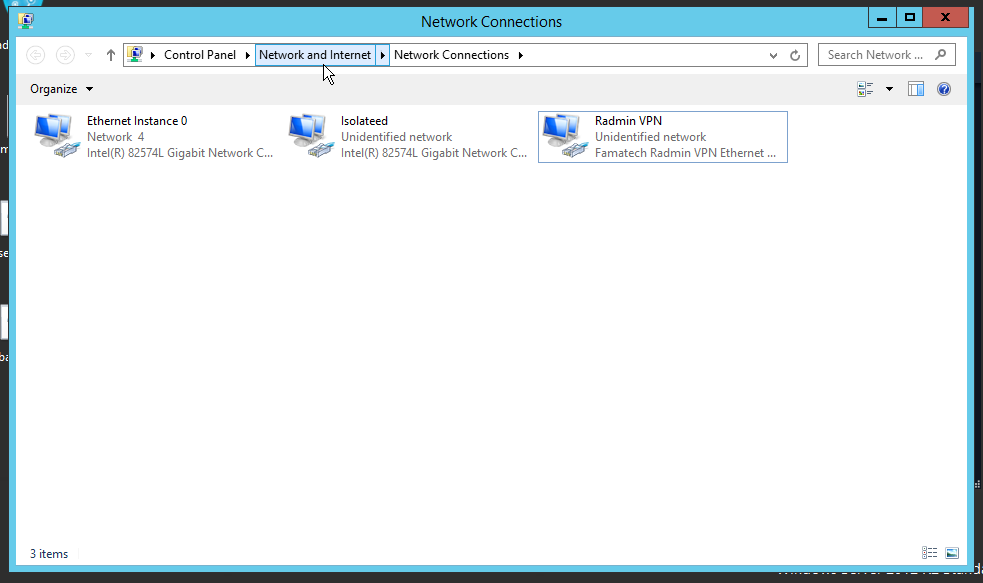 Network Connections
Control Panel
Network and Internet
Network Connections
Search Network ...
Organize
Ethernet Instance 0
Network 4
Intel(R) 82574L Gigabit Network C...
Isolateed
Unidentified network
Intel(R) 82574L Gigabit Network C...
Radmin VPN
Unidentified network
Famatech Radmin VPN Ethernet ...
3 items